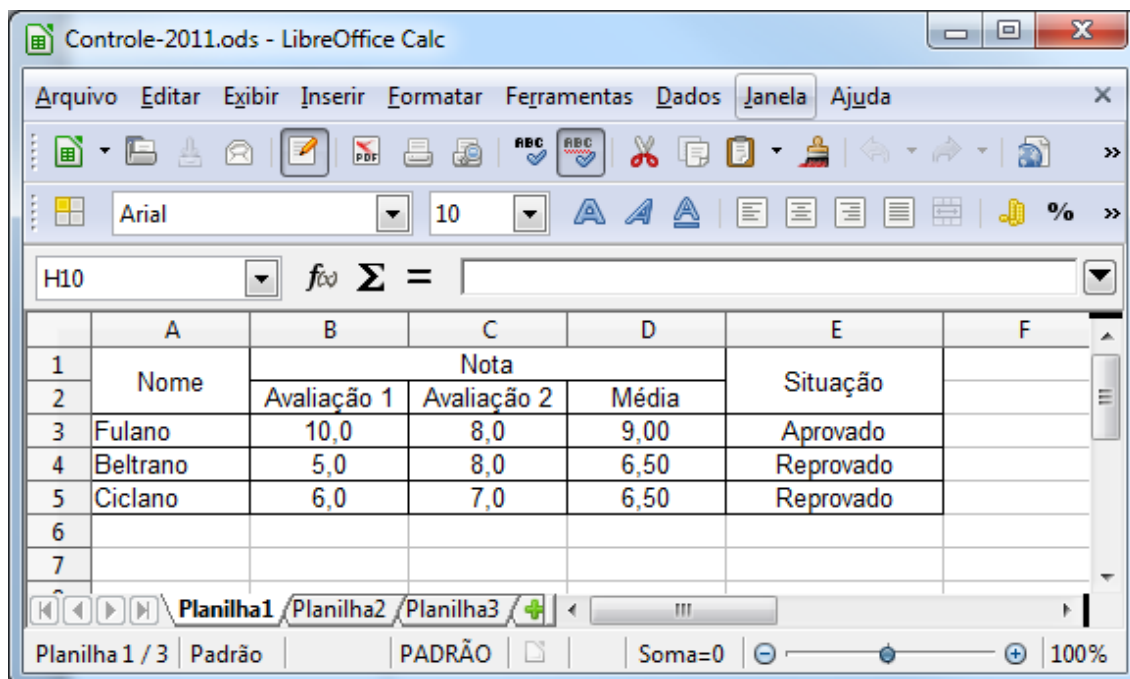 Controle-2011.ods - LibreOffice Calc
Arquivo Editar Exibir Inserir Formatar Ferramentas Dados Janela Ajuda
PDF ABC ABC
Arial 10 A A A %
H10 f(x) Σ =
A B C D E F
1 Nome Nota Situação
2 Avaliação 1 Avaliação 2 Média
3 Fulano 10,0 8,0 9,00 Aprovado
4 Beltrano 5,0 8,0 6,50 Reprovado
5 Ciclano 6,0 7,0 6,50 Reprovado
6
7
Planilha1 Planilha2 Planilha3
Planilha 1 / 3 Padrão PADRÃO Soma=0 100%